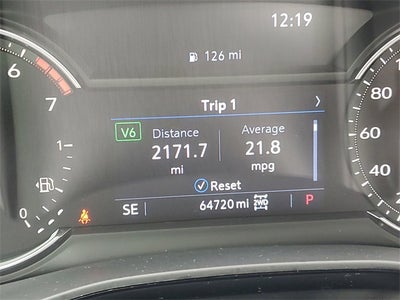 12:19
126 mi
Trip 1
6
7
V6
Distance
Average
2171.7
21.8
mi
mpg
Reset
1
0
SE
64720 mi
2WD
P
100
80
60
40